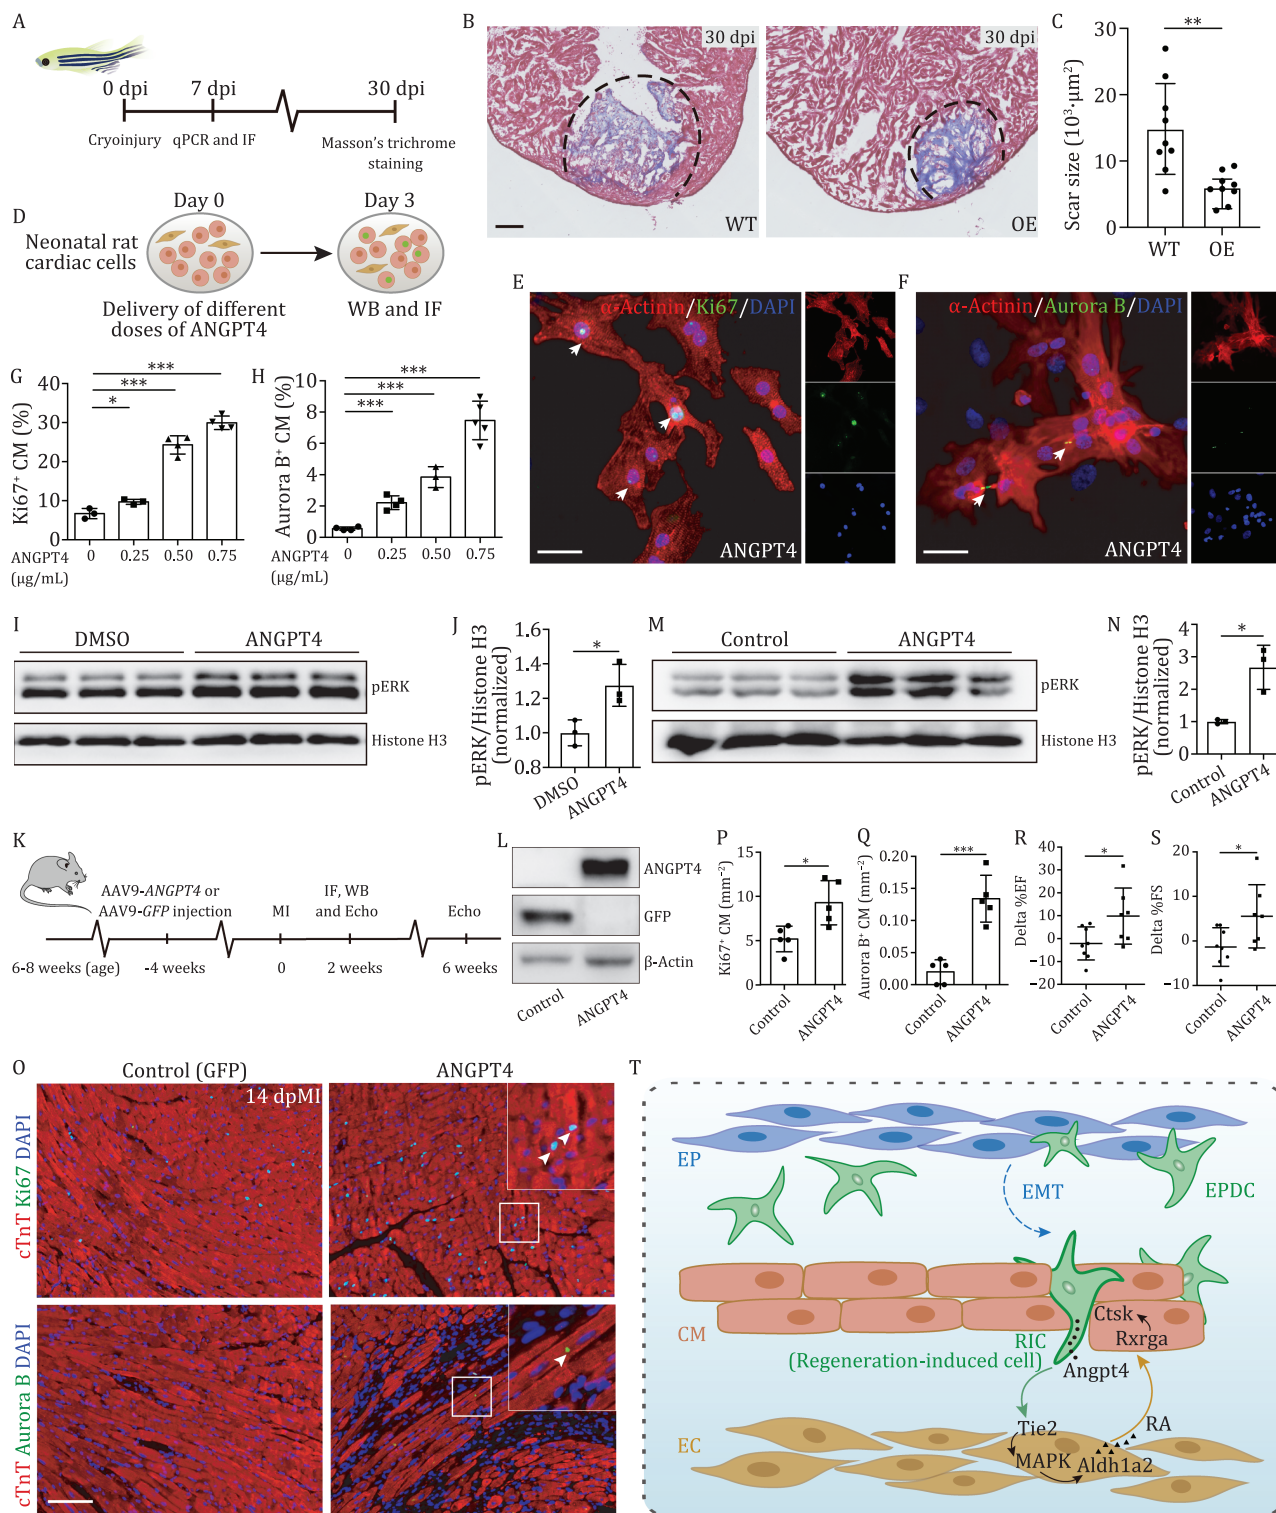 A
0 dpi
7 dpi
30 dpi
Cryoinjury
qPCR and IF
Masson's trichrome
staining
B
30 dpi
WT
30 dpi
OE
C
**
Scar size (10³·μm²)
30
20
10
0
WT
OE
D
Day 0
Day 3
Neonatal rat
cardiac cells
Delivery of different
doses of ANGPT4
WB and IF
E
α-Actinin/Ki67/DAPI
ANGPT4
F
α-Actinin/Aurora B/DAPI
ANGPT4
G
***
***
*
Ki67⁺ CM (%)
40
30
20
10
0
ANGPT4
(μg/mL)
0
0.25
0.50
0.75
H
***
***
***
Aurora B⁺ CM (%)
10
8
6
4
2
0
ANGPT4
(μg/mL)
0
0.25
0.50
0.75
I
DMSO
ANGPT4
pERK
Histone H3
J
*
pERK/Histone H3
(normalized)
1.6
1.4
1.2
1.0
0.8
DMSO
ANGPT4
M
Control
ANGPT4
pERK
Histone H3
N
*
pERK/Histone H3
(normalized)
4
3
2
1
0
Control
ANGPT4
K
AAV9-ANGPT4 or
AAV9-GFP injection
MI
IF, WB
and Echo
Echo
6-8 weeks (age)
-4 weeks
0
2 weeks
6 weeks
L
ANGPT4
GFP
β-Actin
Control
ANGPT4
P
*
Ki67⁺ CM (mm⁻²)
15
10
5
0
Control
ANGPT4
Q
***
Aurora B⁺ CM (mm⁻²)
0.20
0.15
0.10
0.05
0.00
Control
ANGPT4
R
*
Delta %EF
40
30
20
10
0
−10
−20
Control
ANGPT4
S
*
Delta %FS
20
10
0
−10
Control
ANGPT4
O
Control (GFP)
ANGPT4
14 dpMI
cTnT Ki67 DAPI
cTnT Aurora B DAPI
T
EP
EMT
EPDC
CM
RIC
(Regeneration-induced cell)
Ctsk
Rxrga
Angpt4
EC
Tie2
MAPK
Aldh1a2
RA